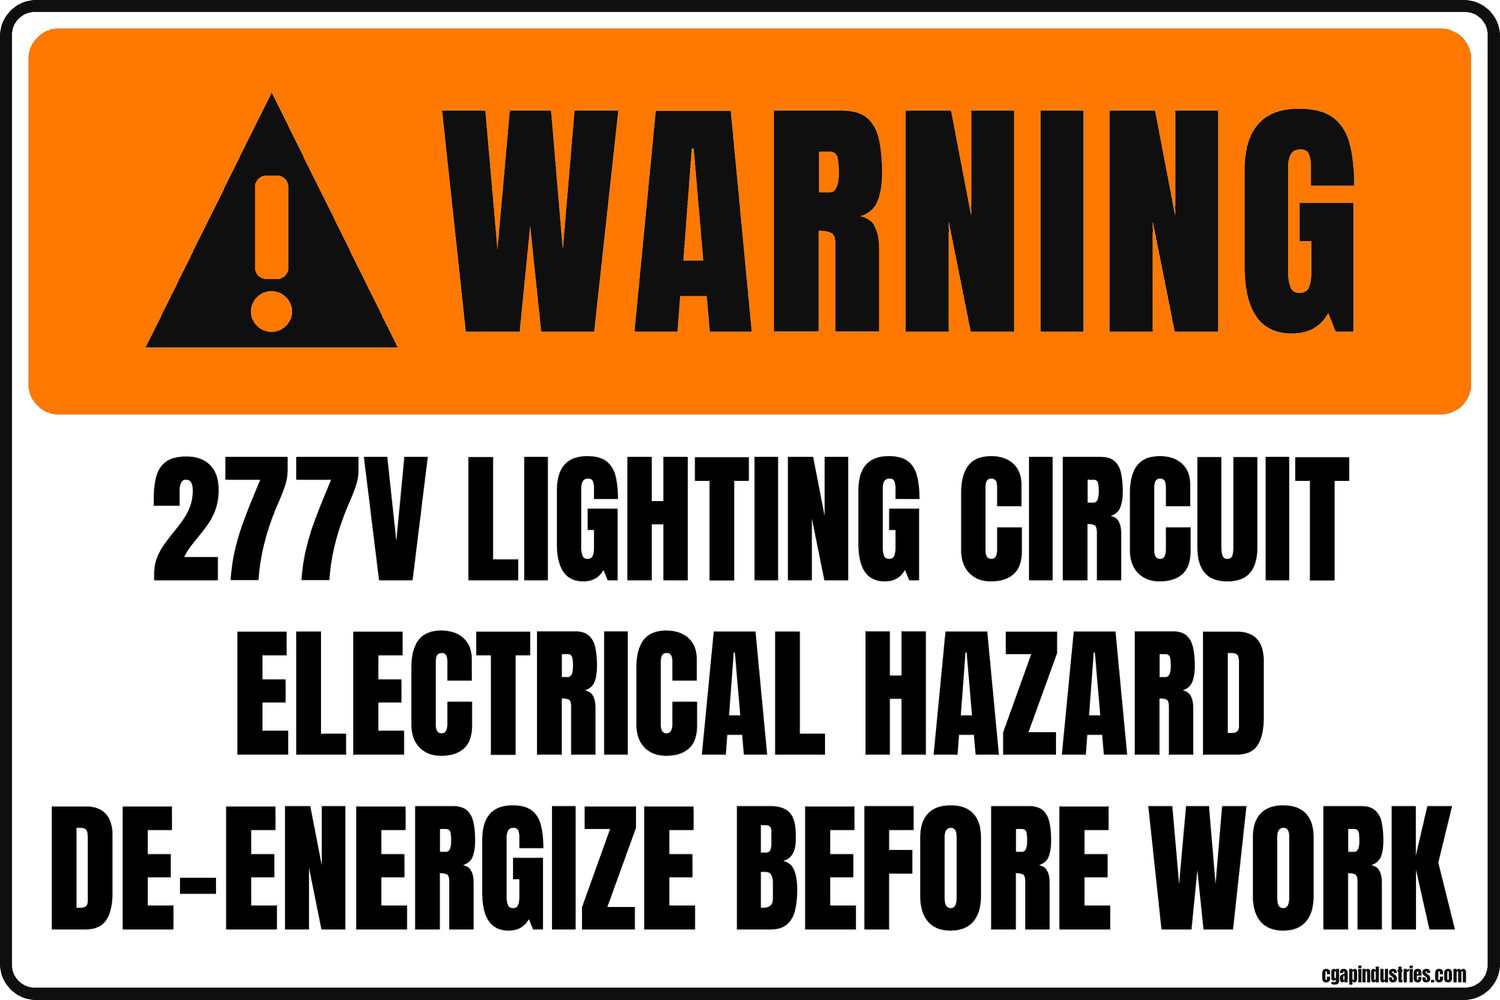 WARNING
277V LIGHTING CIRCUIT
ELECTRICAL HAZARD
DE-ENERGIZE BEFORE WORK
cgapindustries.com